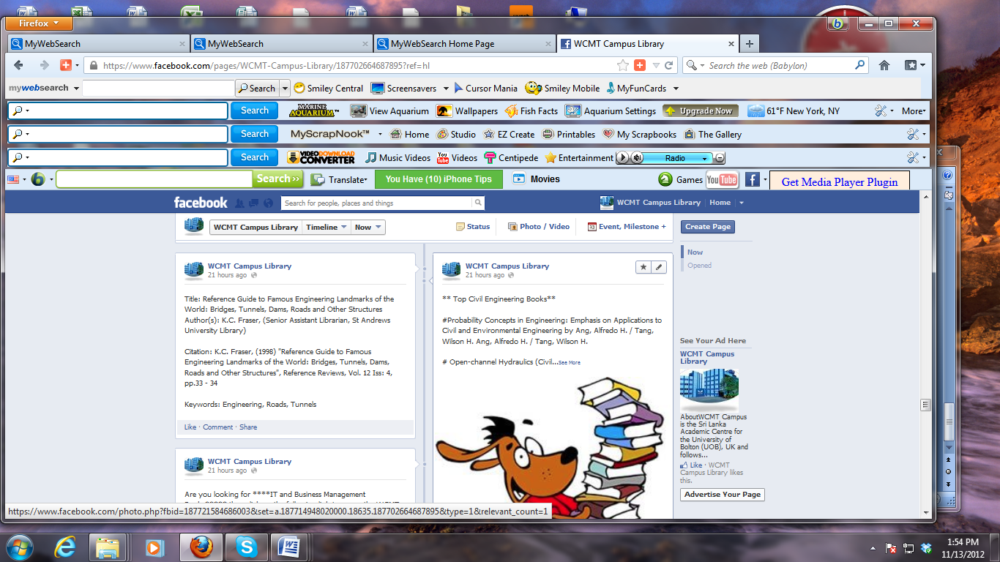 Firefox
MyWebSearch
MyWebSearch
MyWebSearch Home Page
WCMT Campus Library
https://www.facebook.com/pages/WCMT-Campus-Library/187702664687895?ref=hl
Search the web (Babylon)
mywebsearch Search Smiley Central Screensavers Cursor Mania Smiley Mobile MyFunCards
Search MARINE AQUARIUM™ View Aquarium Wallpapers Fish Facts Aquarium Settings Upgrade Now 61°F New York, NY More
Search MyScrapNook™ Home Studio EZ Create Printables My Scrapbooks The Gallery
Search VIDEO DOWNLOAD CONVERTER Music Videos Videos Centipede Entertainment Radio
Search >> Translate You Have (10) iPhone Tips Movies Games YouTube Get Media Player Plugin
facebook Search for people, places and things WCMT Campus Library Home
WCMT Campus Library Timeline Now Status Photo / Video Event, Milestone + Create Page
Now
Opened
WCMT Campus Library
21 hours ago
Title: Reference Guide to Famous Engineering Landmarks of the
World: Bridges, Tunnels, Dams, Roads and Other Structures
Author(s): K.C. Fraser, (Senior Assistant Librarian, St Andrews
University Library)
Citation: K.C. Fraser, (1998) "Reference Guide to Famous
Engineering Landmarks of the World: Bridges, Tunnels, Dams,
Roads and Other Structures", Reference Reviews, Vol. 12 Iss: 4,
pp.33 - 34
Keywords: Engineering, Roads, Tunnels
Like · Comment · Share
WCMT Campus Library
21 hours ago
Are you looking for ****IT and Business Management
WCMT Campus Library
21 hours ago
** Top Civil Engineering Books**
#Probability Concepts in Engineering: Emphasis on Applications to
Civil and Environmental Engineering by Ang, Alfredo H. / Tang,
Wilson H. Ang, Alfredo H. / Tang, Wilson H.
# Open-channel Hydraulics (Civil...See More
See Your Ad Here
WCMT Campus
Library
AboutWCMT Campus
is the Sri Lanka
Academic Centre for
the University of
Bolton (UOB), UK and
follows...
Like · WCMT
Campus Library likes
this.
Advertise Your Page
https://www.facebook.com/photo.php?fbid=187721584686003&set=a.187714948020000.18635.187702664687895&type=1&relevant_count=1
1:54 PM
11/13/2012